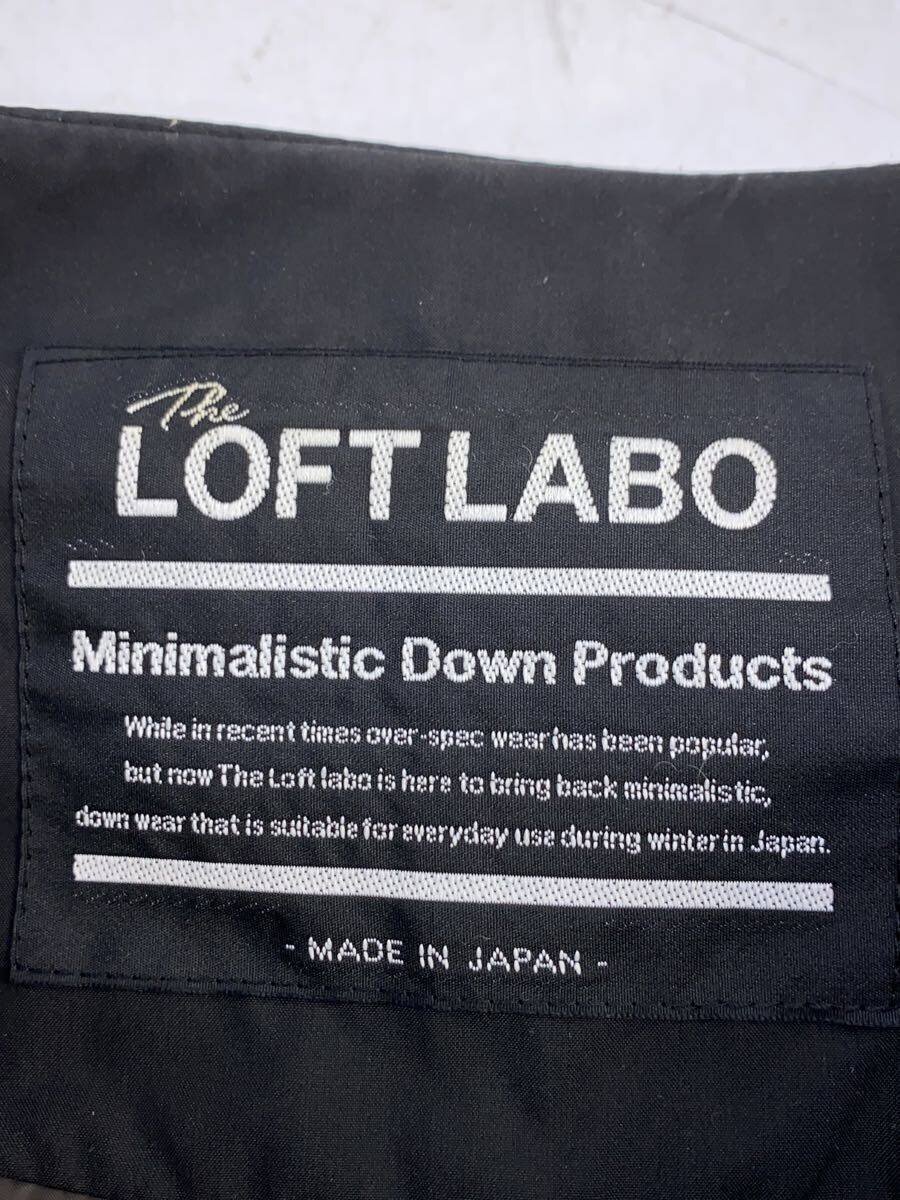 The
LOFT LABO
Minimalistic Down Products
While in recent times over-spec wear has been popular,
but now The Loft labo is here to bring back minimalistic,
down wear that is suitable for everyday use during winter in Japan.
- MADE IN JAPAN -